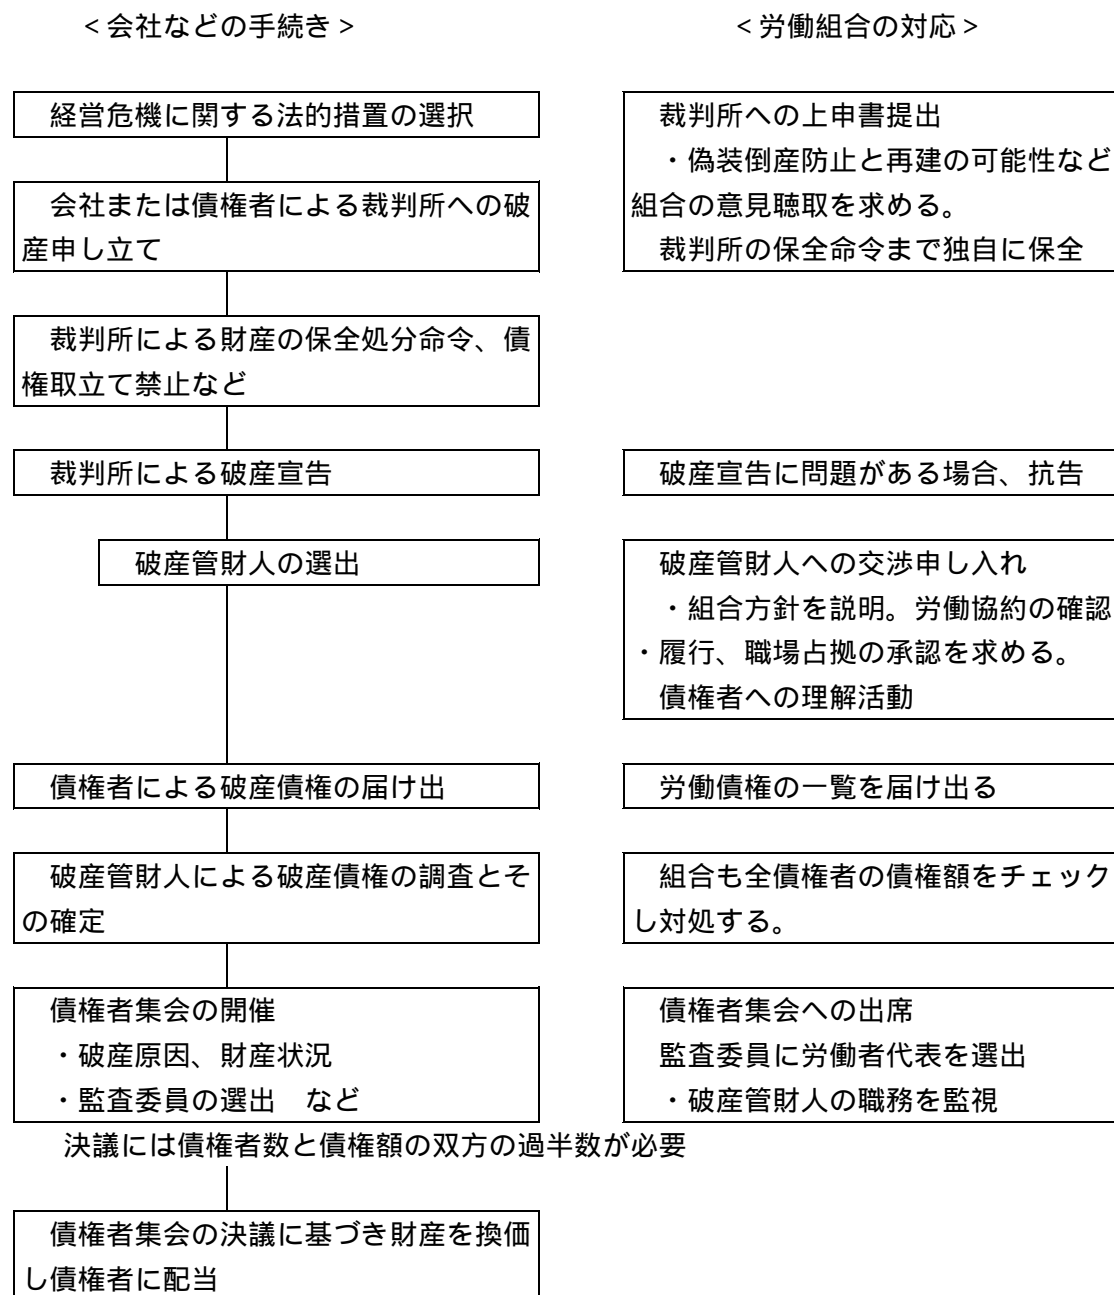 <会社などの手続き>
<労働組合の対応>
経営危機に関する法的措置の選択
会社または債権者による裁判所への破
産申し立て
裁判所への上申書提出
・偽装倒産防止と再建の可能性など
組合の意見聴取を求める。
裁判所の保全命令まで独自に保全
裁判所による財産の保全処分命令、債
権取立て禁止など
裁判所による破産宣告
破産宣告に問題がある場合、抗告
破産管財人の選出
破産管財人への交渉申し入れ
・組合方針を説明。労働協約の確認
・履行、職場占拠の承認を求める。
債権者への理解活動
債権者による破産債権の届け出
労働債権の一覧を届け出る
破産管財人による破産債権の調査とそ
の確定
組合も全債権者の債権額をチェック
し対処する。
債権者集会の開催
・破産原因、財産状況
・監査委員の選出 など
債権者集会への出席
監査委員に労働者代表を選出
・破産管財人の職務を監視
決議には債権者数と債権額の双方の過半数が必要
債権者集会の決議に基づき財産を換価
し債権者に配当